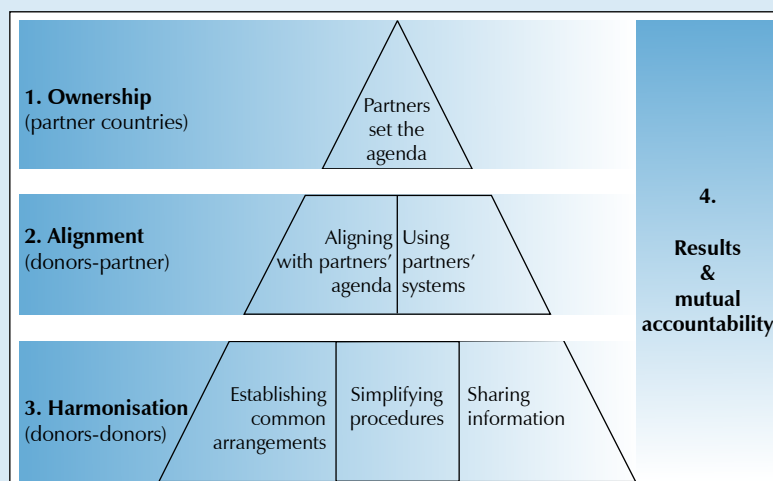 1. Ownership
(partner countries)
Partners
set the
agenda
2. Alignment
(donors-partner)
Aligning
with partners’
agenda
Using
partners’
systems
3. Harmonisation
(donors-donors)
Establishing
common
arrangements
Simplifying
procedures
Sharing
information
4.
Results
&
mutual
accountability